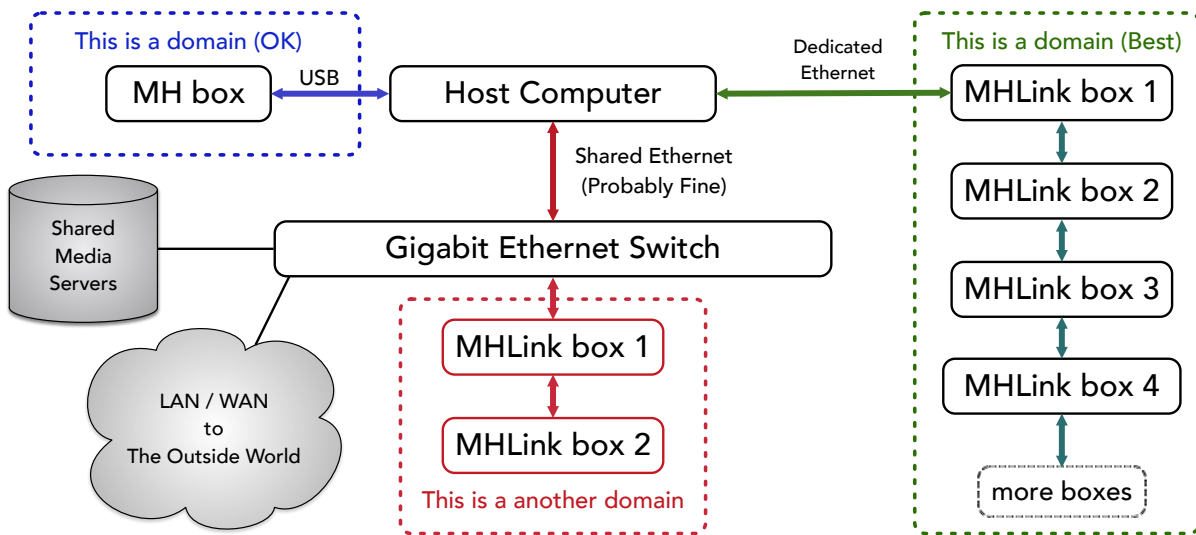 This is a domain (OK)
MH box
USB
Host Computer
Dedicated
Ethernet
This is a domain (Best)
MHLink box 1
MHLink box 2
MHLink box 3
MHLink box 4
more boxes
Shared Ethernet
(Probably Fine)
Gigabit Ethernet Switch
Shared
Media
Servers
LAN / WAN
to
The Outside World
MHLink box 1
MHLink box 2
This is a another domain